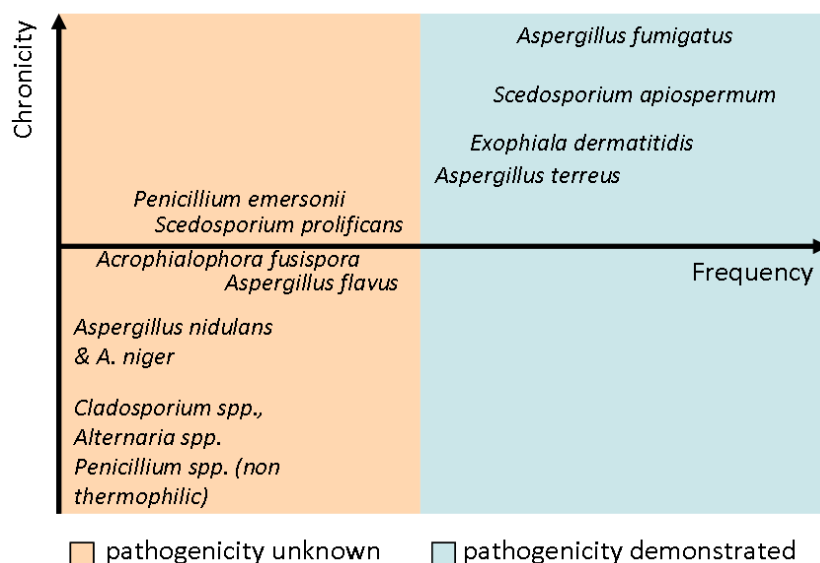 Chronicity
Aspergillus fumigatus
Scedosporium apiospermum
Exophiala dermatitidis
Aspergillus terreus
Penicillium emersonii
Scedosporium prolificans
Acrophialophora fusispora
Aspergillus flavus
Frequency
Aspergillus nidulans
& A. niger
Cladosporium spp.,
Alternaria spp.
Penicillium spp. (non
thermophilic)
pathogenicity unknown
pathogenicity demonstrated